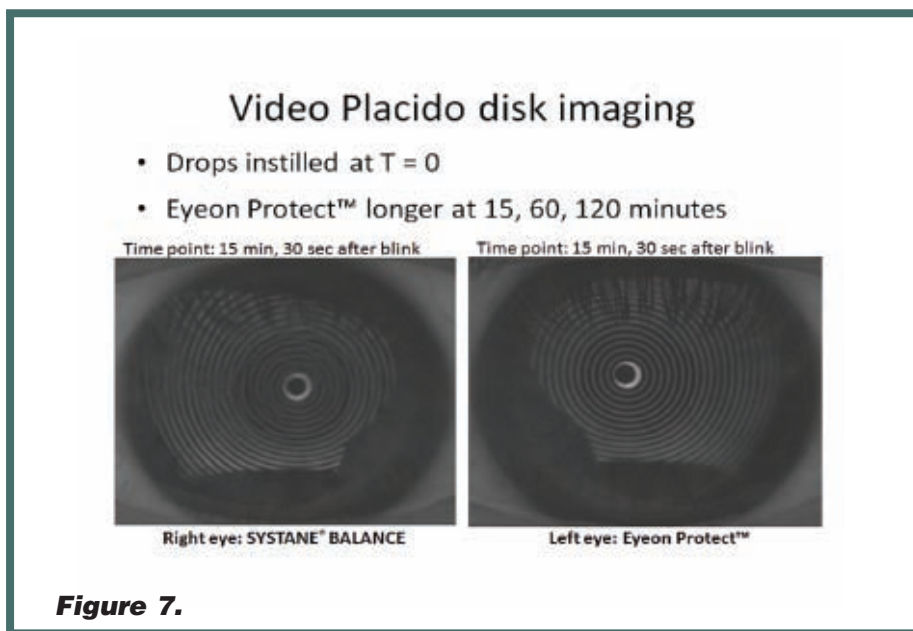 Video Placido disk imaging
• Drops instilled at T = 0
• Eyeon Protect™ longer at 15, 60, 120 minutes
Time point: 15 min, 30 sec after blink
Time point: 15 min, 30 sec after blink
Right eye: SYSTANE® BALANCE
Left eye: Eyeon Protect™
Figure 7.